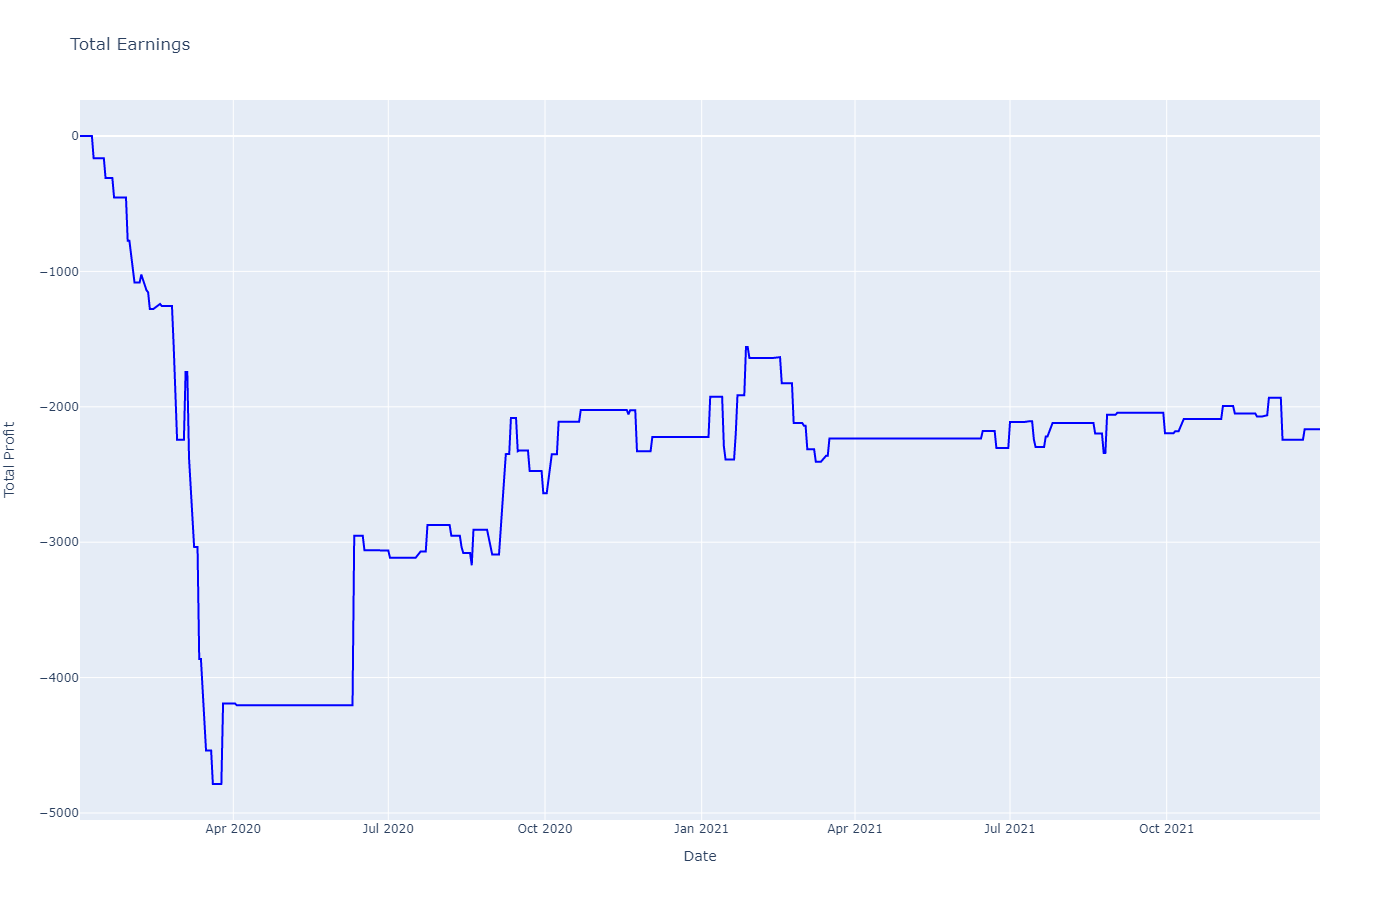 Total Earnings
Total Profit
0
−1000
−2000
−3000
−4000
−5000
Apr 2020
Jul 2020
Oct 2020
Jan 2021
Apr 2021
Jul 2021
Oct 2021
Date